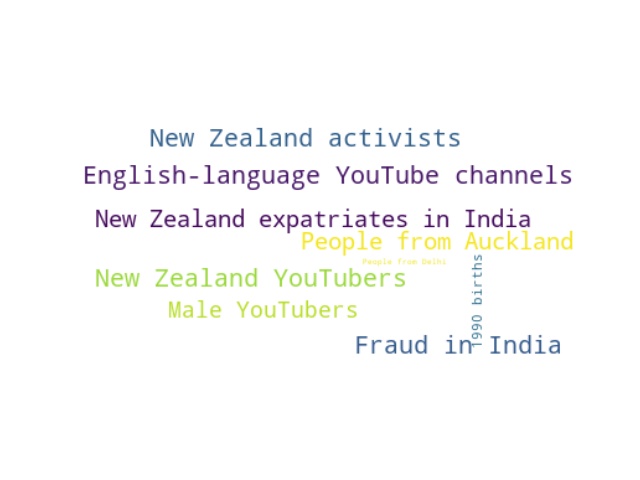 New Zealand activists
English-language YouTube channels
New Zealand expatriates in India
People from Auckland
People from Delhi
New Zealand YouTubers
1990 births
Male YouTubers
Fraud in India